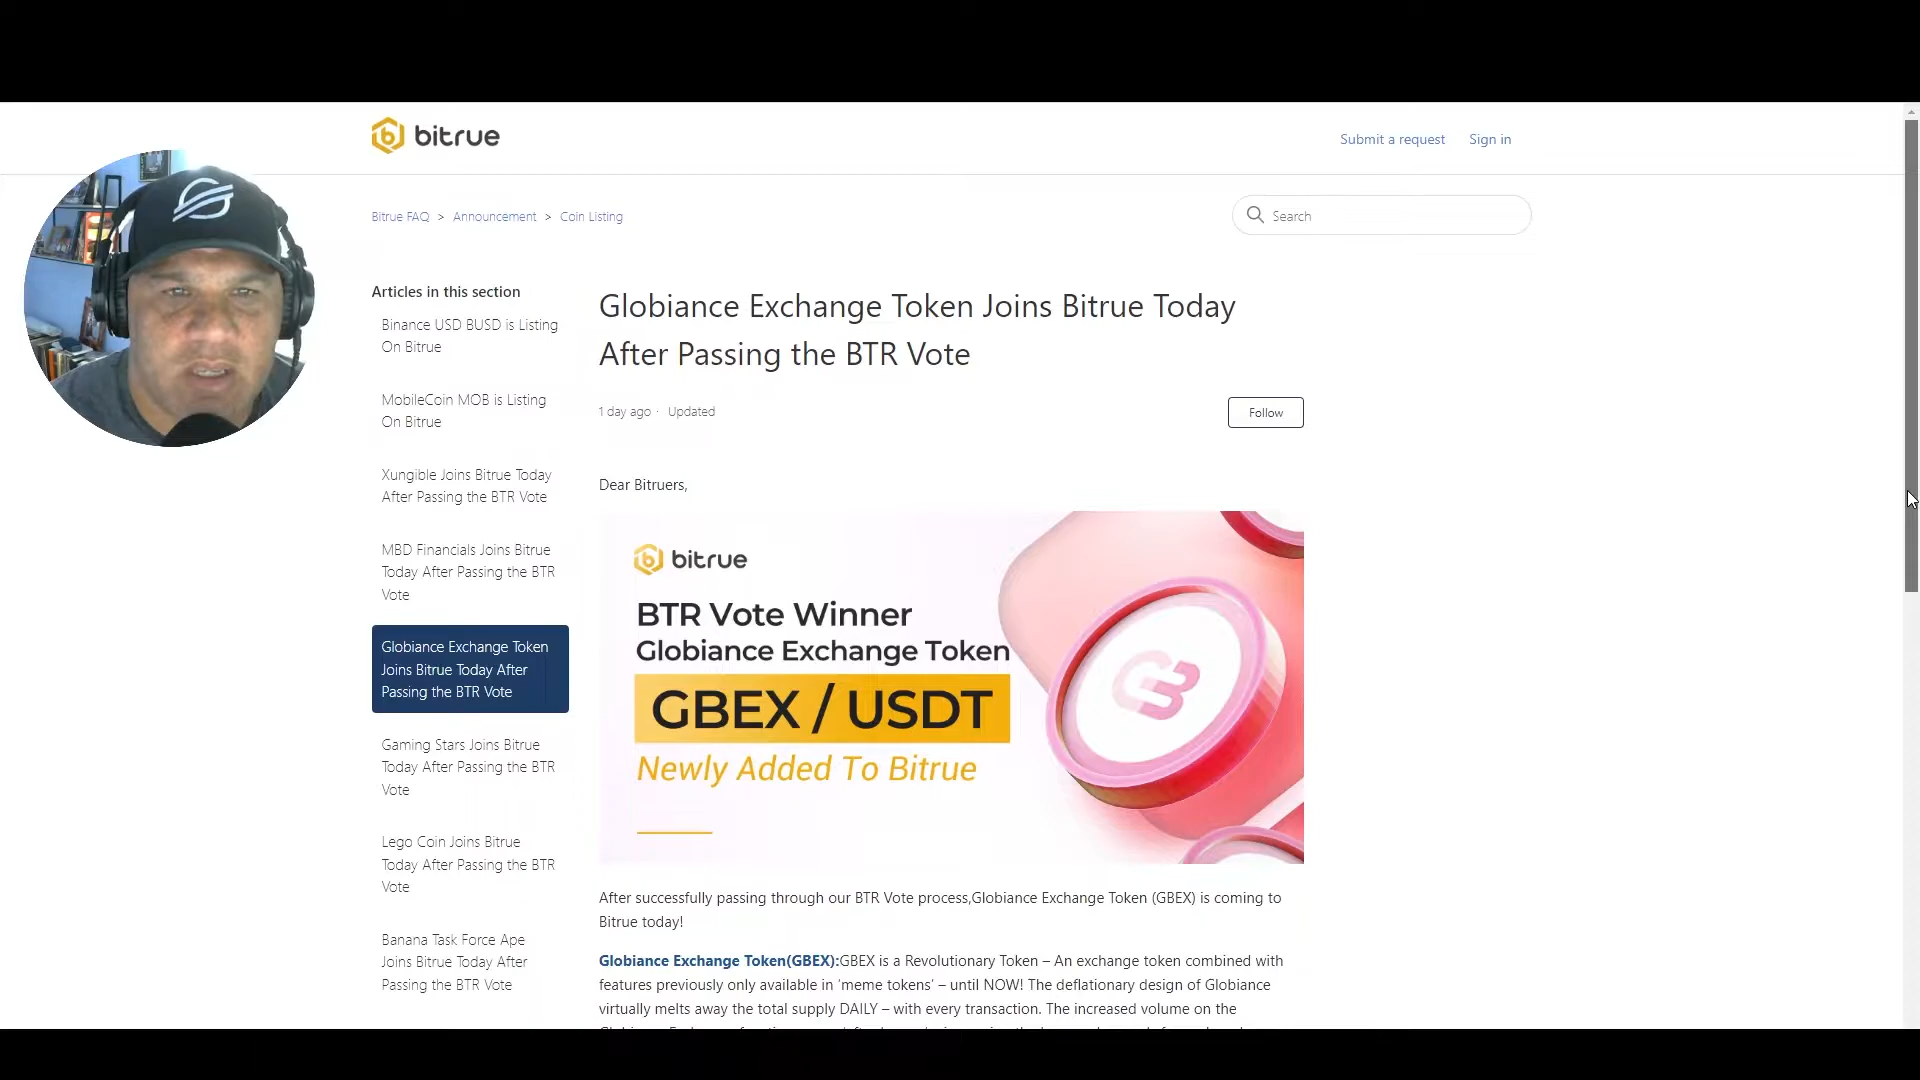 bitrue
Submit a request
Sign in
Bitrue FAQ > Announcement > Coin Listing
Search
Articles in this section
Binance USD BUSD is Listing
On Bitrue
MobileCoin MOB is Listing
On Bitrue
Xungible Joins Bitrue Today
After Passing the BTR Vote
MBD Financials Joins Bitrue
Today After Passing the BTR
Vote
Globiance Exchange Token
Joins Bitrue Today After
Passing the BTR Vote
Gaming Stars Joins Bitrue
Today After Passing the BTR
Vote
Lego Coin Joins Bitrue
Today After Passing the BTR
Vote
Banana Task Force Ape
Joins Bitrue Today After
Passing the BTR Vote
Globiance Exchange Token Joins Bitrue Today
After Passing the BTR Vote
1 day ago · Updated
Follow
Dear Bitruers,
bitrue
BTR Vote Winner
Globiance Exchange Token
GBEX / USDT
Newly Added To Bitrue
After successfully passing through our BTR Vote process,Globiance Exchange Token (GBEX) is coming to
Bitrue today!
Globiance Exchange Token(GBEX):GBEX is a Revolutionary Token – An exchange token combined with
features previously only available in ‘meme tokens’ – until NOW! The deflationary design of Globiance
virtually melts away the total supply DAILY – with every transaction. The increased volume on the